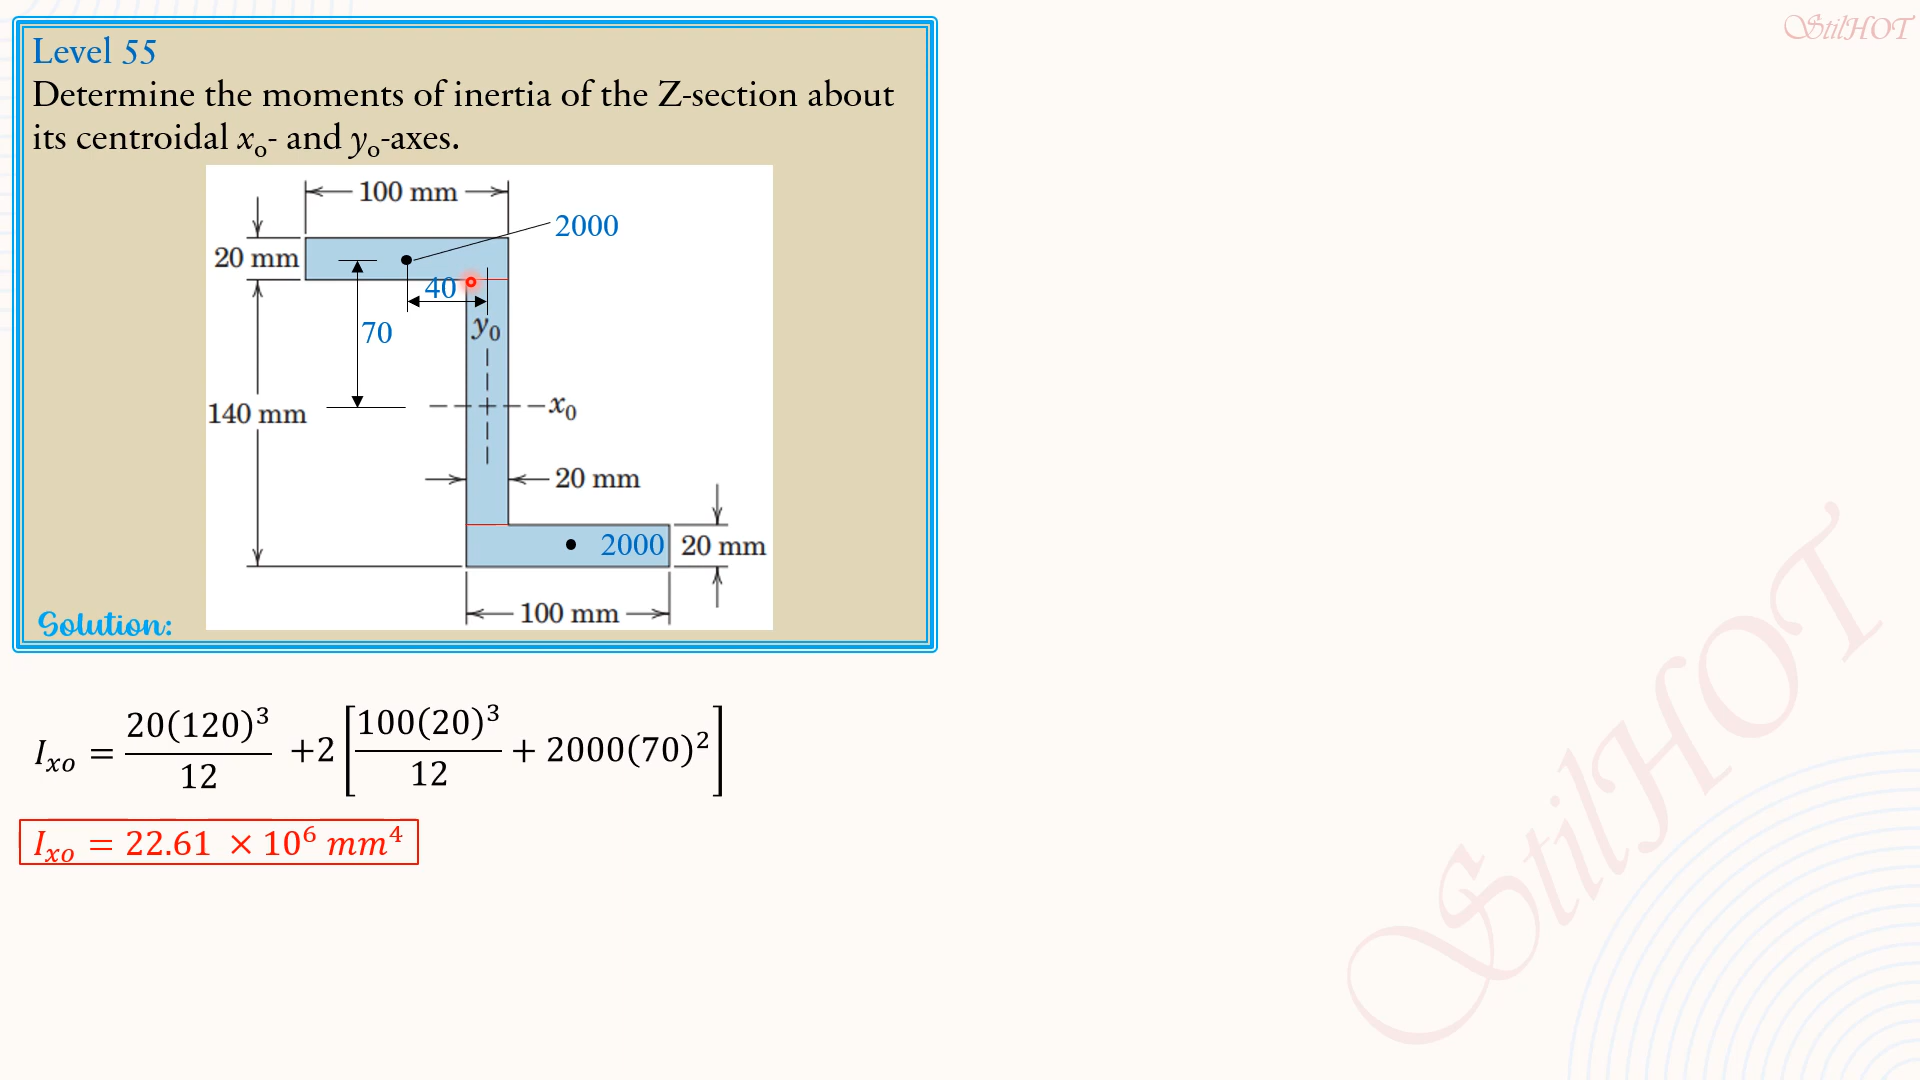 StilHOT
Level 55
Determine the moments of inertia of the Z-section about
its centroidal x₀- and y₀-axes.
100 mm
2000
20 mm
40
y₀
70
x₀
140 mm
20 mm
2000
20 mm
100 mm
Solution:
I_xo = 20(120)³/12 +2[100(20)³/12 + 2000(70)²]
I_xo = 22.61 × 10⁶ mm⁴
StilHOT